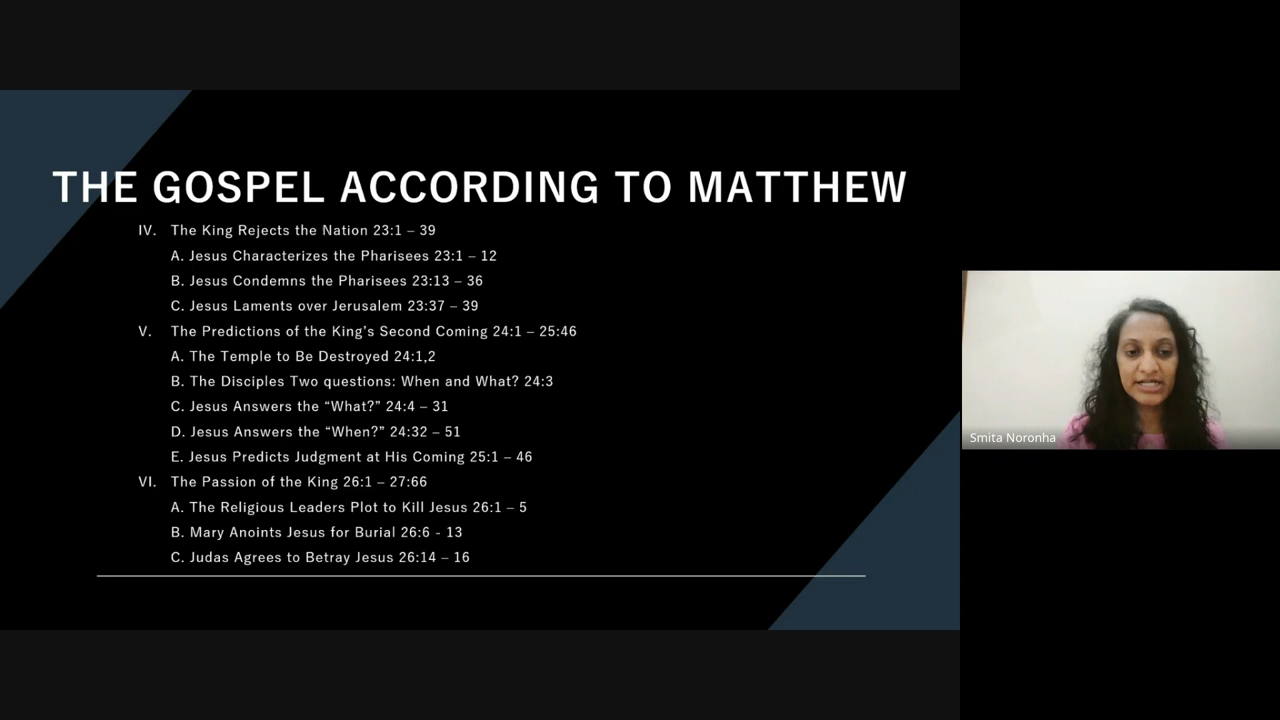 THE GOSPEL ACCORDING TO MATTHEW
IV. The King Rejects the Nation 23:1 – 39
A. Jesus Characterizes the Pharisees 23:1 – 12
B. Jesus Condemns the Pharisees 23:13 – 36
C. Jesus Laments over Jerusalem 23:37 – 39
V. The Predictions of the King’s Second Coming 24:1 – 25:46
A. The Temple to Be Destroyed 24:1,2
B. The Disciples Two questions: When and What? 24:3
C. Jesus Answers the “What?” 24:4 – 31
D. Jesus Answers the “When?” 24:32 – 51
E. Jesus Predicts Judgment at His Coming 25:1 – 46
VI. The Passion of the King 26:1 – 27:66
A. The Religious Leaders Plot to Kill Jesus 26:1 – 5
B. Mary Anoints Jesus for Burial 26:6 - 13
C. Judas Agrees to Betray Jesus 26:14 – 16
Smita Noronha